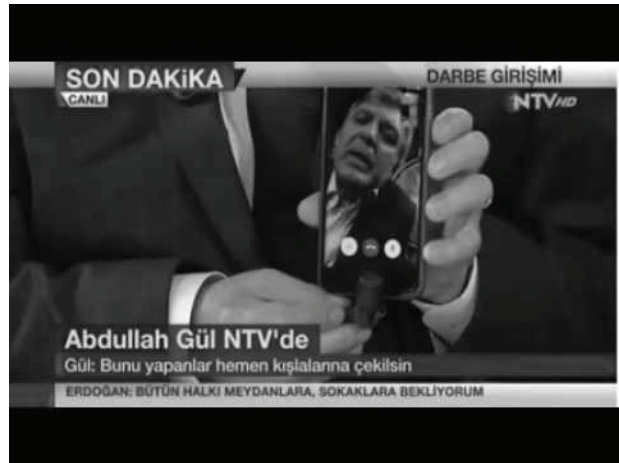 SON DAKİKA
DARBE GİRİŞİMİ
CANLI
NTV HD
Abdullah Gül NTV'de
Gül: Bunu yapanlar hemen kışlalarına çekilsin
ERDOĞAN: BÜTÜN HALKI MEYDANLARA, SOKAKLARA BEKLİYORUM